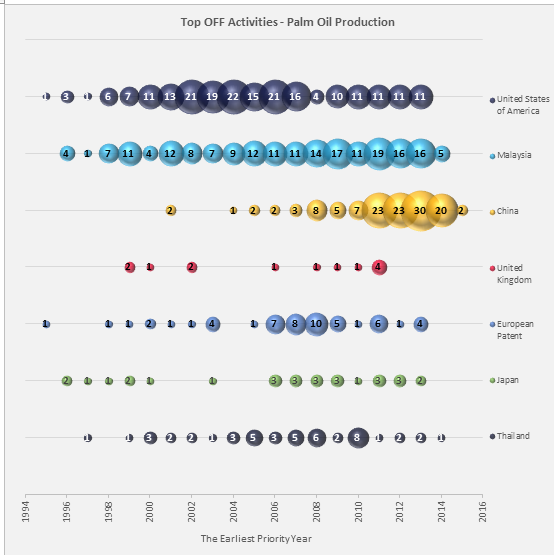 Top OFF Activities - Palm Oil Production
1 3 1 6 7 11 13 21 22 15 21 16 4 10 11 11 11 11
United States
of America
4 1 7 11 4 12 8 7 9 12 11 11 14 17 11 19 16 16 5
Malaysia
2 1 2 2 3 8 5 7 23 23 30 20 2
China
2 1 2 1 1 1 1 4
United
Kingdom
1 1 1 2 1 1 4 1 7 8 10 5 1 6 1 4
European
Patent
2 1 1 2 1 1 3 3 3 3 1 3 3 2
Japan
1 1 3 2 2 1 3 5 3 5 6 2 8 1 2 2 1
Thailand
1994 1996 1998 2000 2002 2004 2006 2008 2010 2012 2014 2016
The Earliest Priority Year